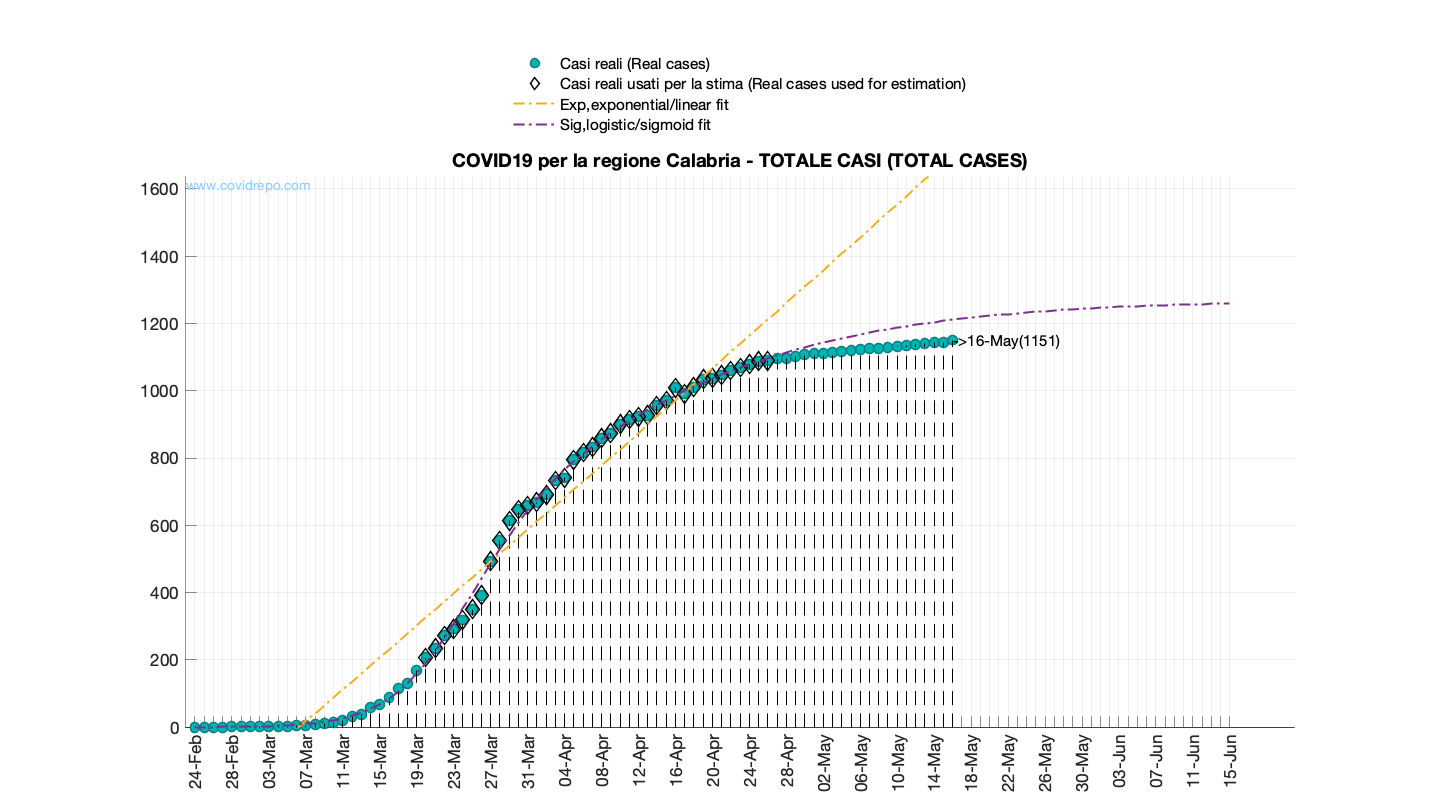 Casi reali (Real cases)
Casi reali usati per la stima (Real cases used for estimation)
Exp,exponential/linear fit
Sig,logistic/sigmoid fit
COVID19 per la regione Calabria - TOTALE CASI (TOTAL CASES)
www.covidrepo.com
1600
1400
1200
1000
800
600
400
200
0
>16-May(1151)
24-Feb
28-Feb
03-Mar
07-Mar
11-Mar
15-Mar
19-Mar
23-Mar
27-Mar
31-Mar
04-Apr
08-Apr
12-Apr
16-Apr
20-Apr
24-Apr
28-Apr
02-May
06-May
10-May
14-May
18-May
22-May
26-May
30-May
03-Jun
07-Jun
11-Jun
15-Jun